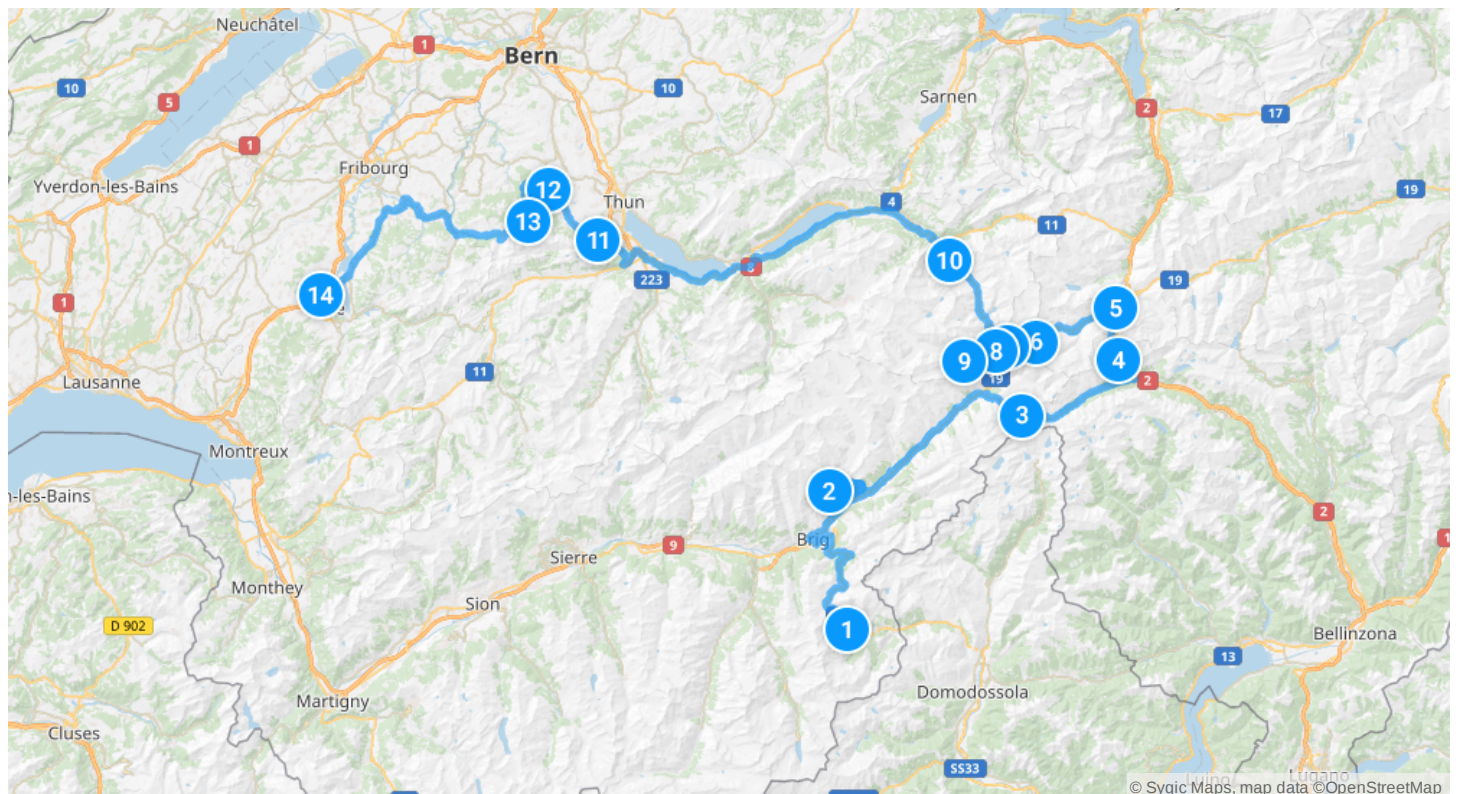 Neuchâtel
1
Bern
10
10
5
Sarnen
2
17
1
Fribourg
Yverdon-les-Bains
12
19
Thun
4
13
11
11
8
10
223
19
14
1
5
6
8
9
4
19
2
11
Lausanne
3
Montreux
2
n-les-Bains
2
Brig
9
Sierre
1
Monthey
Sion
1
D 902
Bellinzona
13
Domodossola
Martigny
Cluses
SS33
Luino
Lugano
© Sygic Maps, map data ©OpenStreetMap